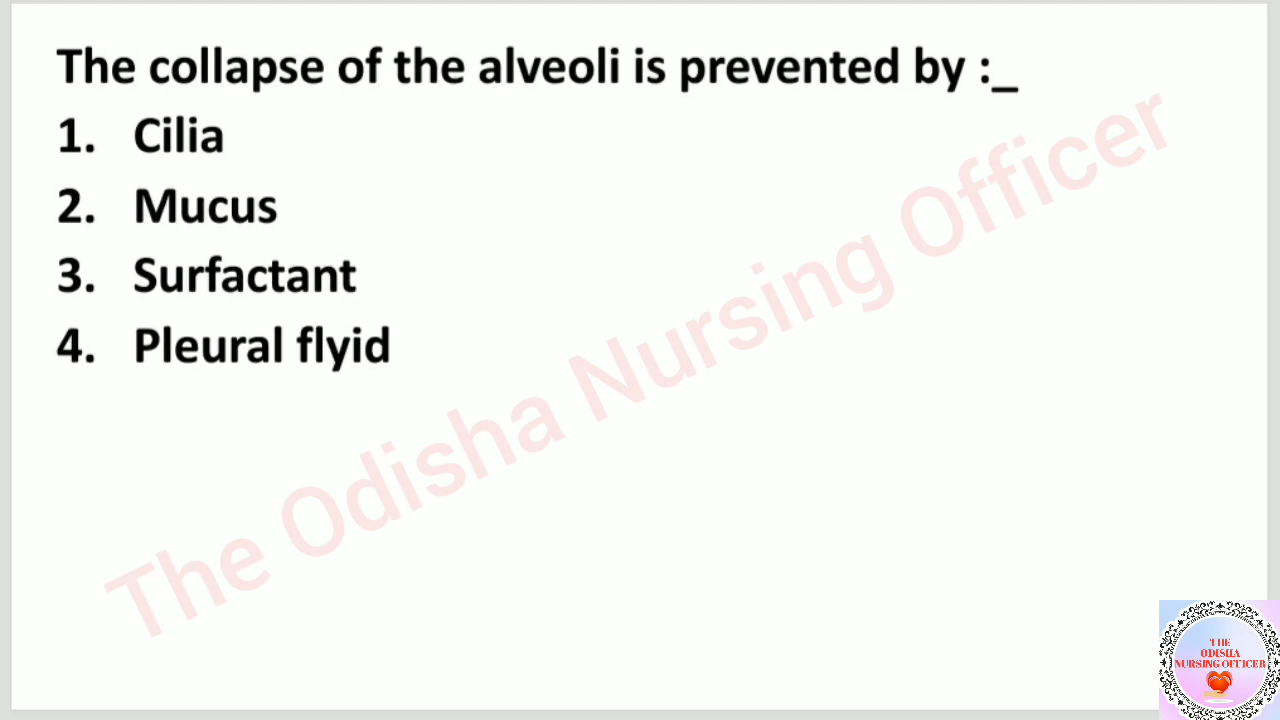 The collapse of the alveoli is prevented by :_
1. Cilia
2. Mucus
3. Surfactant
4. Pleural flyid
The Odisha Nursing Officer
THE
ODISHA
NURSING OFFICER